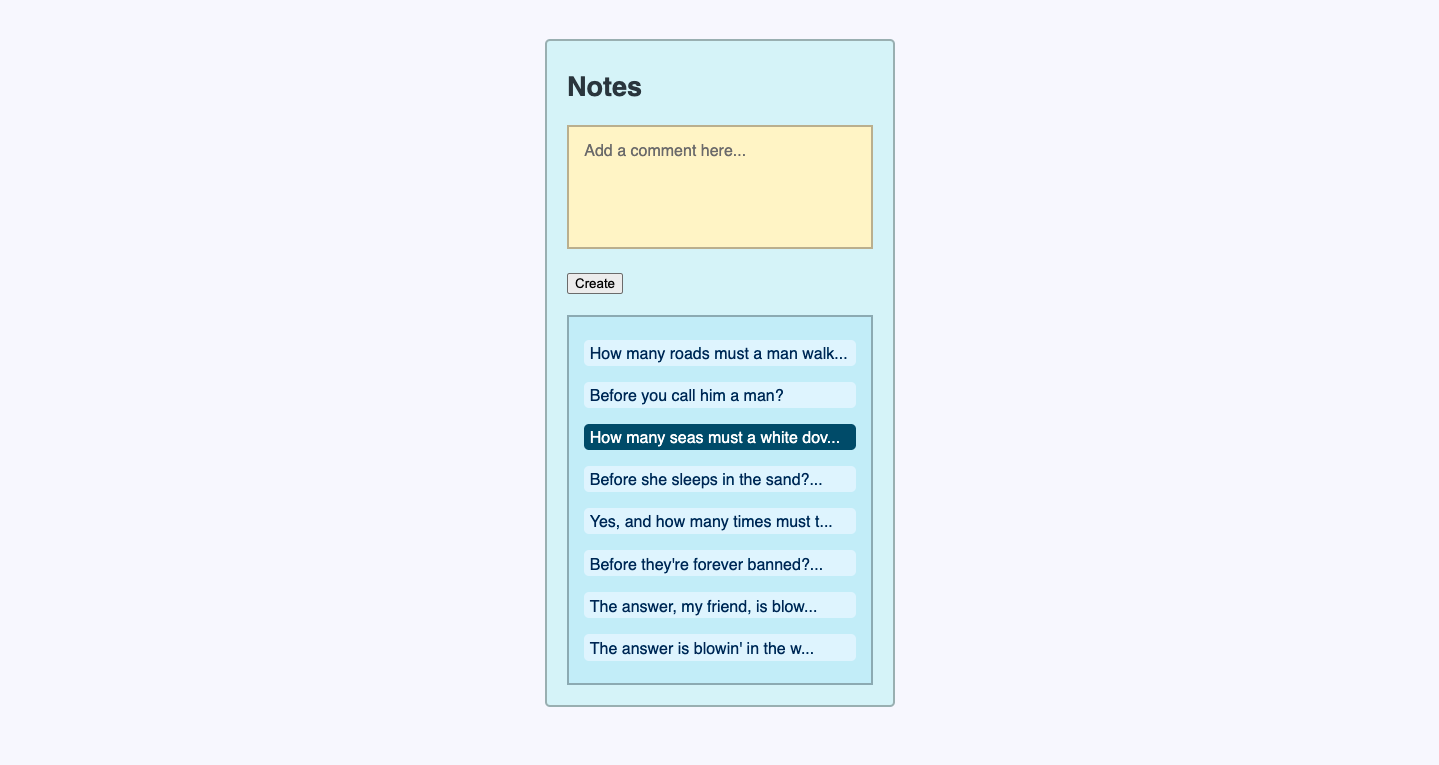 Notes
Add a comment here...
Create
How many roads must a man walk...
Before you call him a man?
How many seas must a white dov...
Before she sleeps in the sand?...
Yes, and how many times must t...
Before they're forever banned?...
The answer, my friend, is blow...
The answer is blowin' in the w...